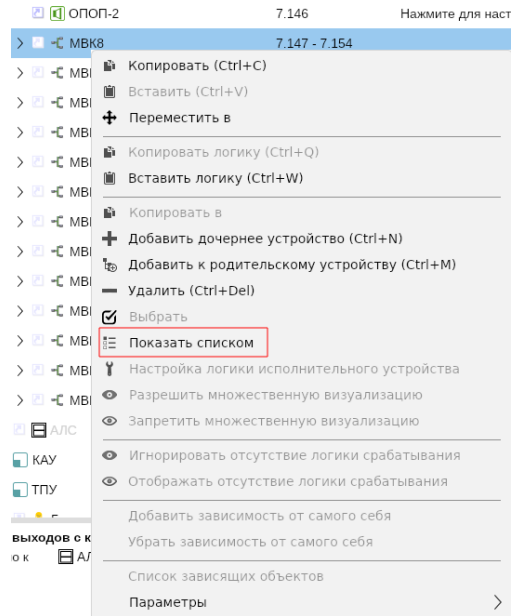 ОПОП-2 7.146 Нажмите для наст
МВК8 7.147 - 7.154
Копировать (Ctrl+C)
Вставить (Ctrl+V)
Переместить в
Копировать логику (Ctrl+Q)
Вставить логику (Ctrl+W)
Копировать в
Добавить дочернее устройство (Ctrl+N)
Добавить к родительскому устройству (Ctrl+M)
Удалить (Ctrl+Del)
Выбрать
Показать списком
Настройка логики исполнительного устройства
Разрешить множественную визуализацию
Запретить множественную визуализацию
АЛС
КАУ
Игнорировать отсутствие логики срабатывания
ТПУ
Отображать отсутствие логики срабатывания
Добавить зависимость от самого себя
выходов с к
Убрать зависимость от самого себя
ю к
Список зависящих объектов
Параметры